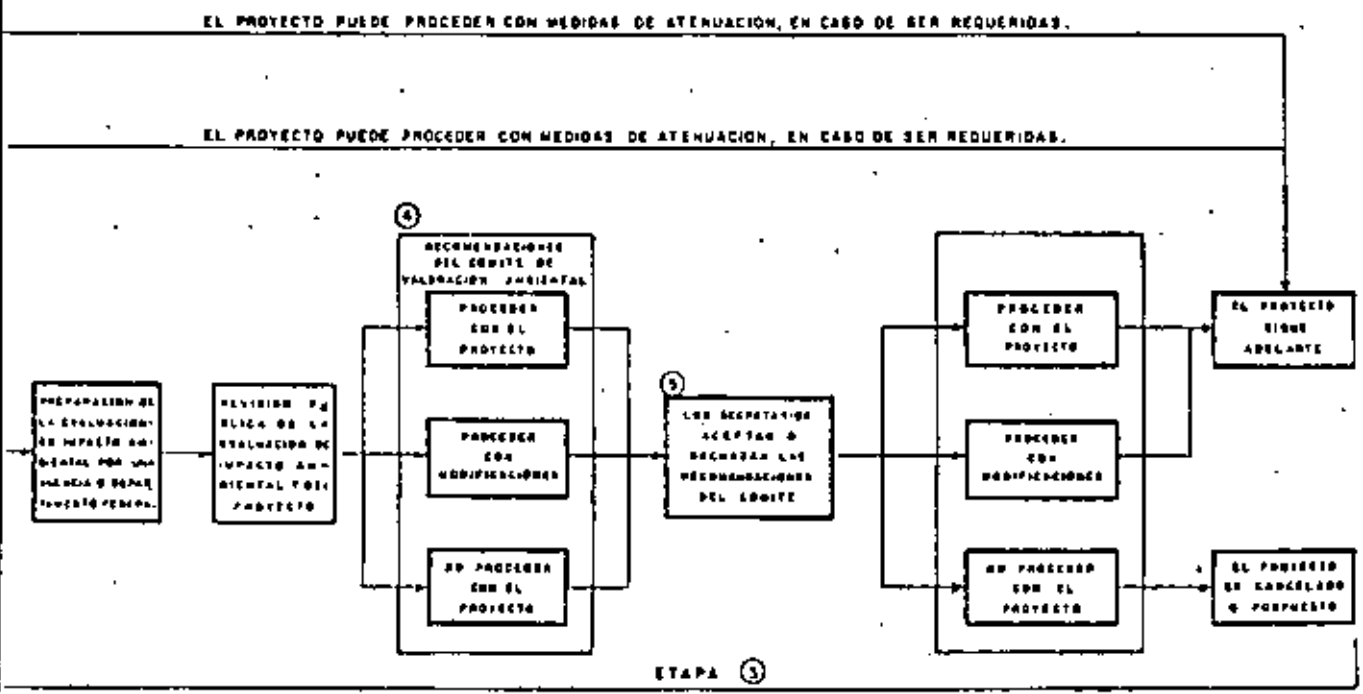 EL PROYECTO PUEDE PROCEDER CON MEDIDAS DE ATENUACION, EN CASO DE SER REQUERIDAS.
EL PROYECTO PUEDE PROCEDER CON MEDIDAS DE ATENUACION, EN CASO DE SER REQUERIDAS.
PREPARACION DE
LA EVALUACION
DE IMPACTO AM-
BIENTAL POR UNA
REVISION PU
BLICA DE LA
EVALUACION DE
IMPACTO AM-
BIENTAL Y DEL
PROYECTO
4
RECOMENDACIONES
DEL COMITE DE
VALORACION AMBIENTAL
PROCEDER
CON EL
PROYECTO
PROCEDER
CON
MODIFICACIONES
NO PROCEDER
CON EL
PROYECTO
5
LOS SECRETARIOS
ACEPTAN O
RECHAZAN LAS
RECOMENDACIONES
DEL COMITE
PROCEDER
CON EL
PROYECTO
PROCEDER
CON
MODIFICACIONES
NO PROCEDER
CON EL
PROYECTO
EL PROYECTO
SIGUE
ADELANTE
EL PROYECTO
ES CANCELADO
O
ETAPA 3